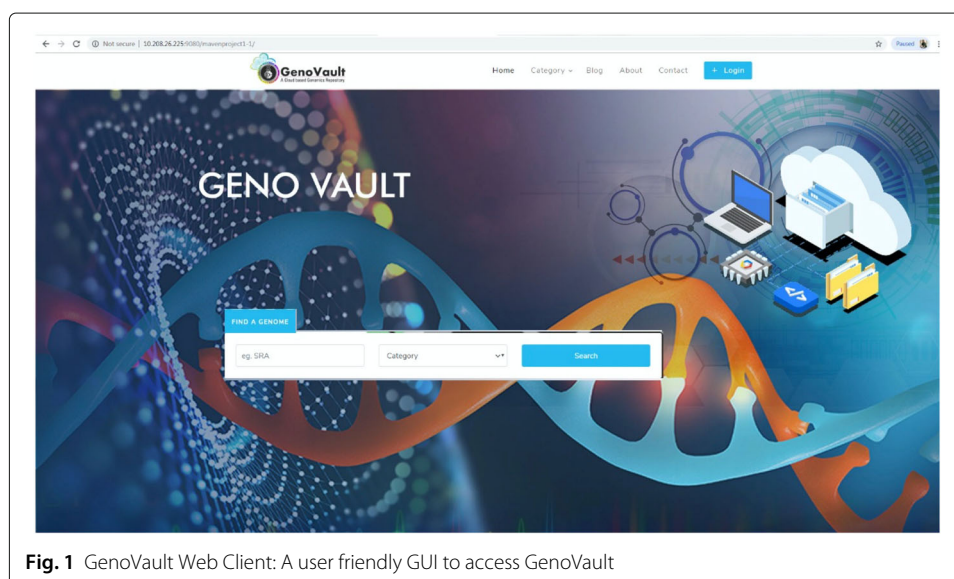 Not secure | 10.208.26.225:9080/mavenproject1-1/
Paused
GenoVault
A Cloud based Genomics Repository
Home Category Blog About Contact + Login
GENO VAULT
FIND A GENOME
eg. SRA Category Search
Fig. 1 GenoVault Web Client: A user friendly GUI to access GenoVault